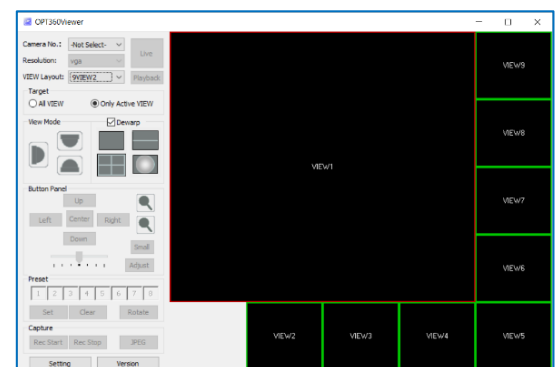 OPT360Viewer
Camera No.: -Not Select-
Live
Resolution: vga
VIEW Layout: 9VIEW2 Playback
Target
All VIEW Only Active VIEW
View Mode Dewarp
Button Panel
Up
Left Center Right
Down
Small
Adjust
Preset
1 2 3 4 5 6 7 8
Set Clear Rotate
Capture
Rec Start Rec Stop JPEG
Setting Version
VIEW1
VIEW9
VIEW8
VIEW7
VIEW6
VIEW2 VIEW3 VIEW4 VIEW5